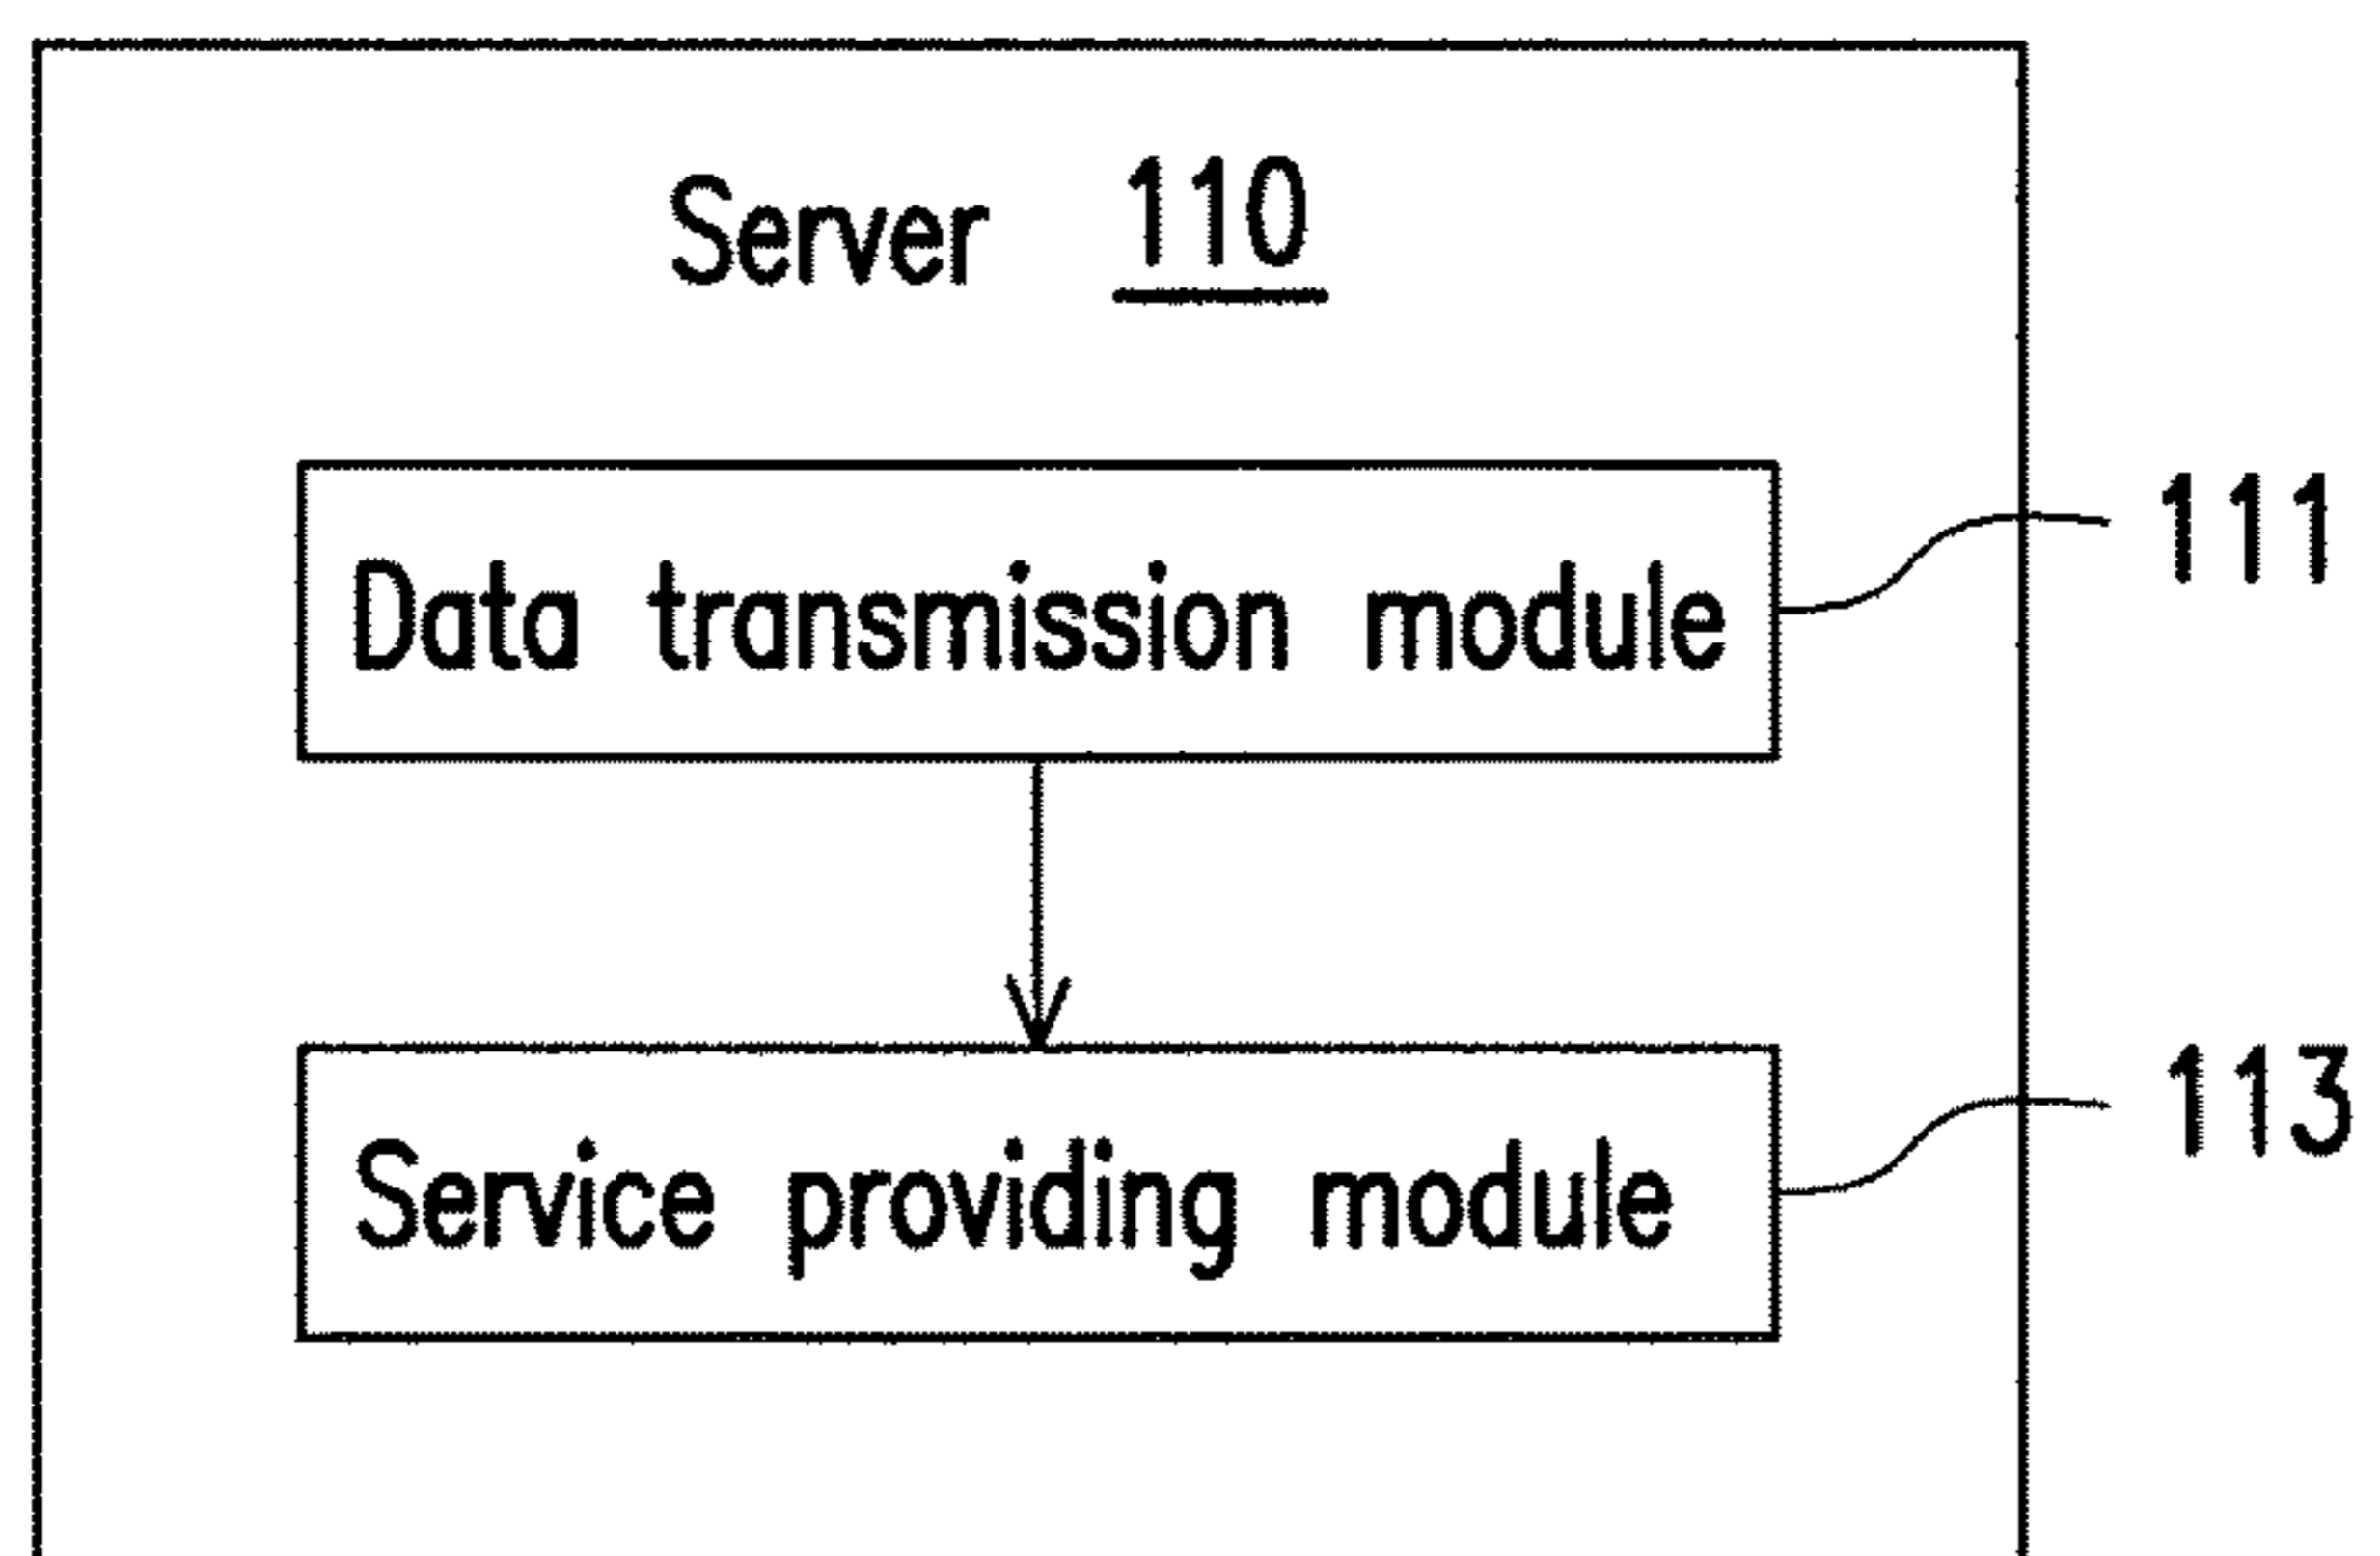 Server 110
Data transmission module
111
Service providing module
113